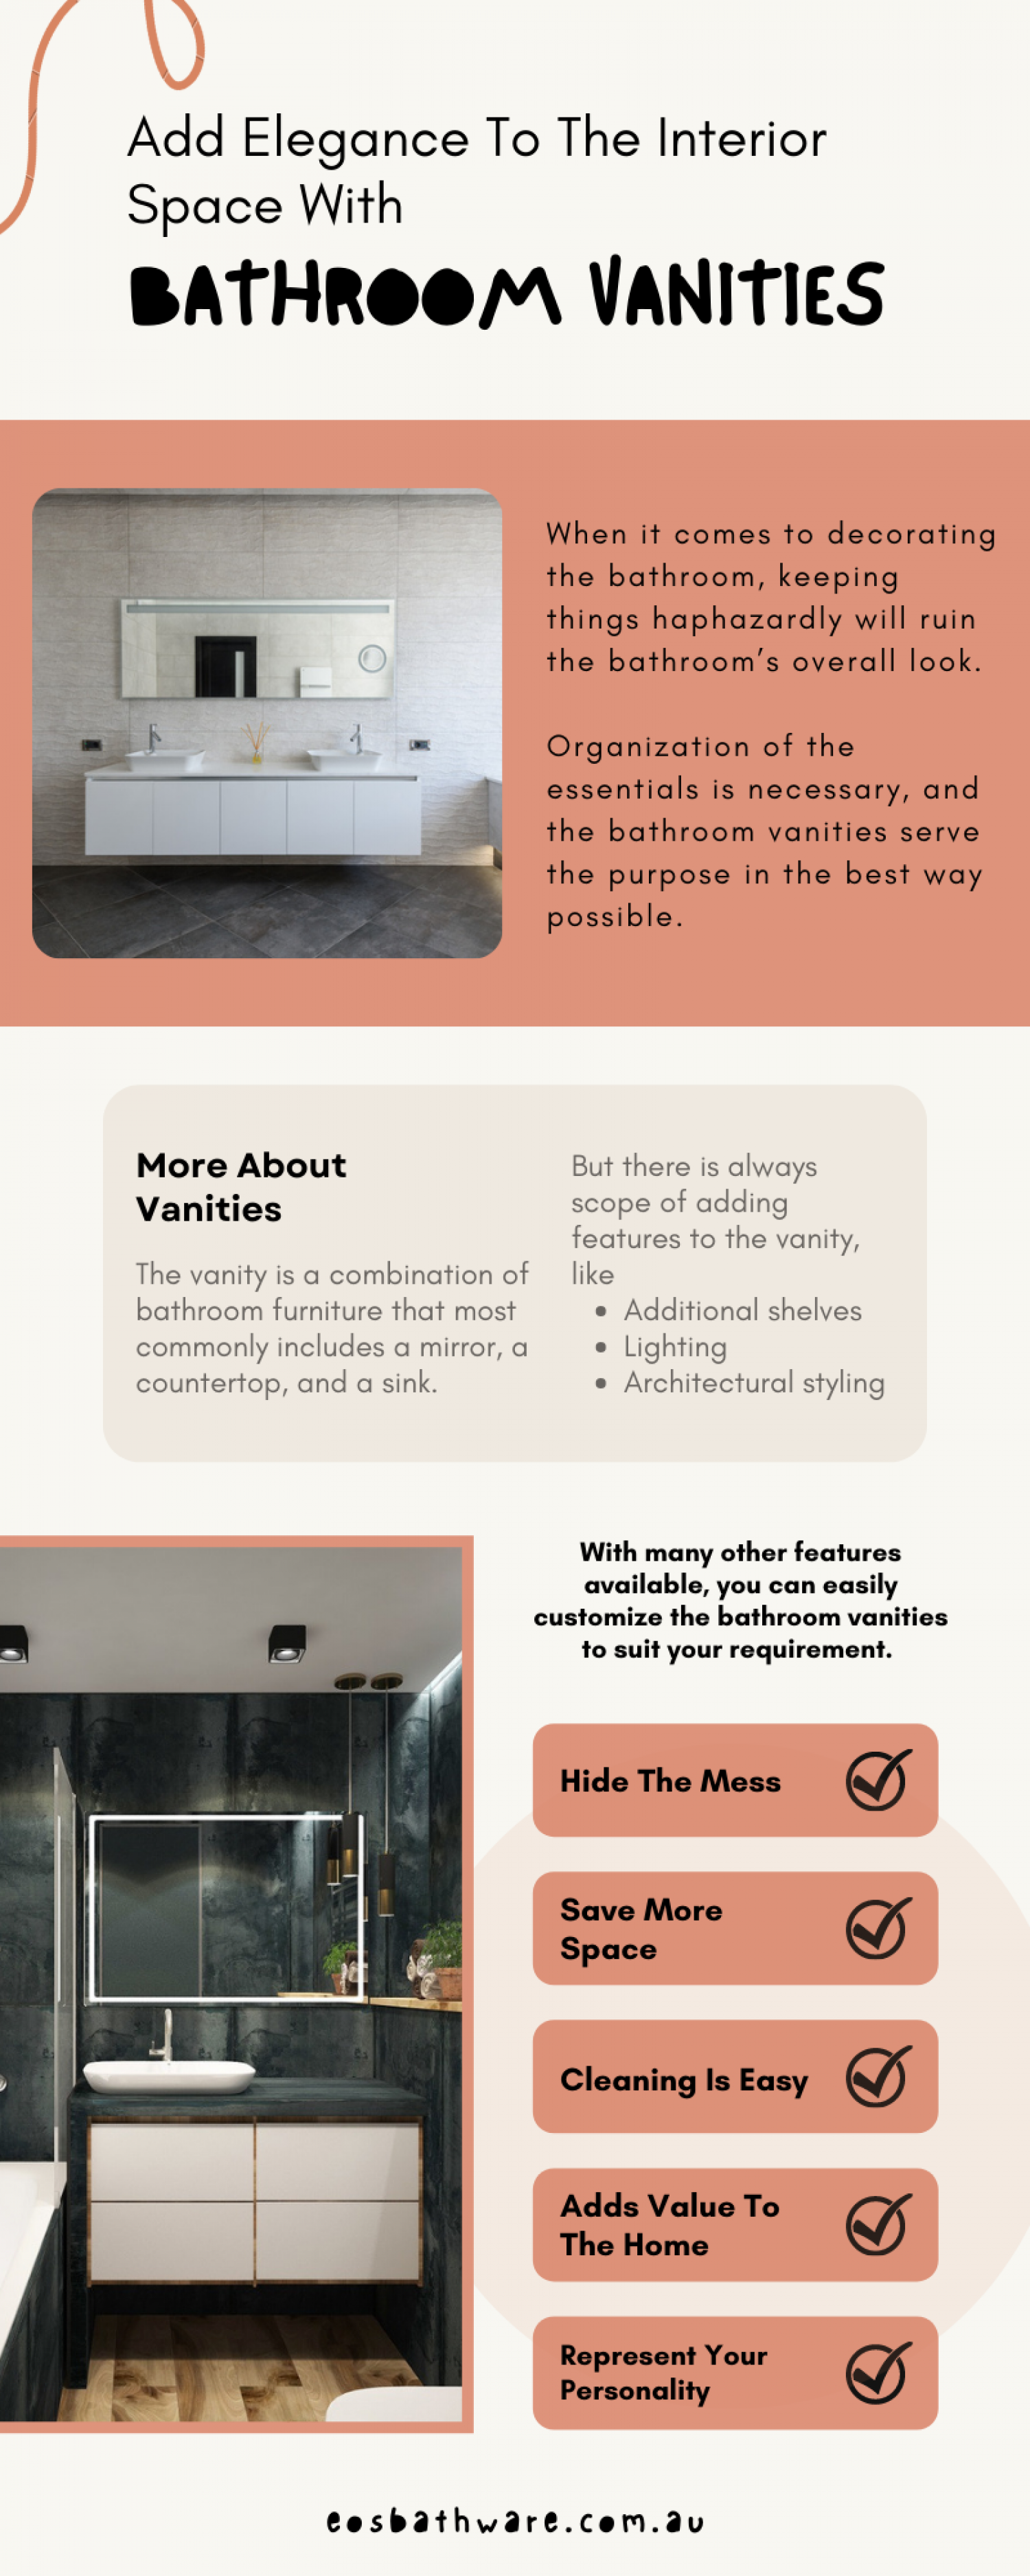 Add Elegance To The Interior
Space With
BATHROOM VANITIES
When it comes to decorating
the bathroom, keeping
things haphazardly will ruin
the bathroom's overall look.
Organization of the
essentials is necessary, and
the bathroom vanities serve
the purpose in the best way
possible.
More About
Vanities
The vanity is a combination of
bathroom furniture that most
commonly includes a mirror, a
countertop, and a sink.
But there is always
scope of adding
features to the vanity,
like
• Additional shelves
• Lighting
• Architectural styling
With many other features
available, you can easily
customize the bathroom vanities
to suit your requirement.
Hide The Mess
Save More
Space
Cleaning Is Easy
Adds Value To
The Home
Represent Your
Personality
eosbathware.com.au